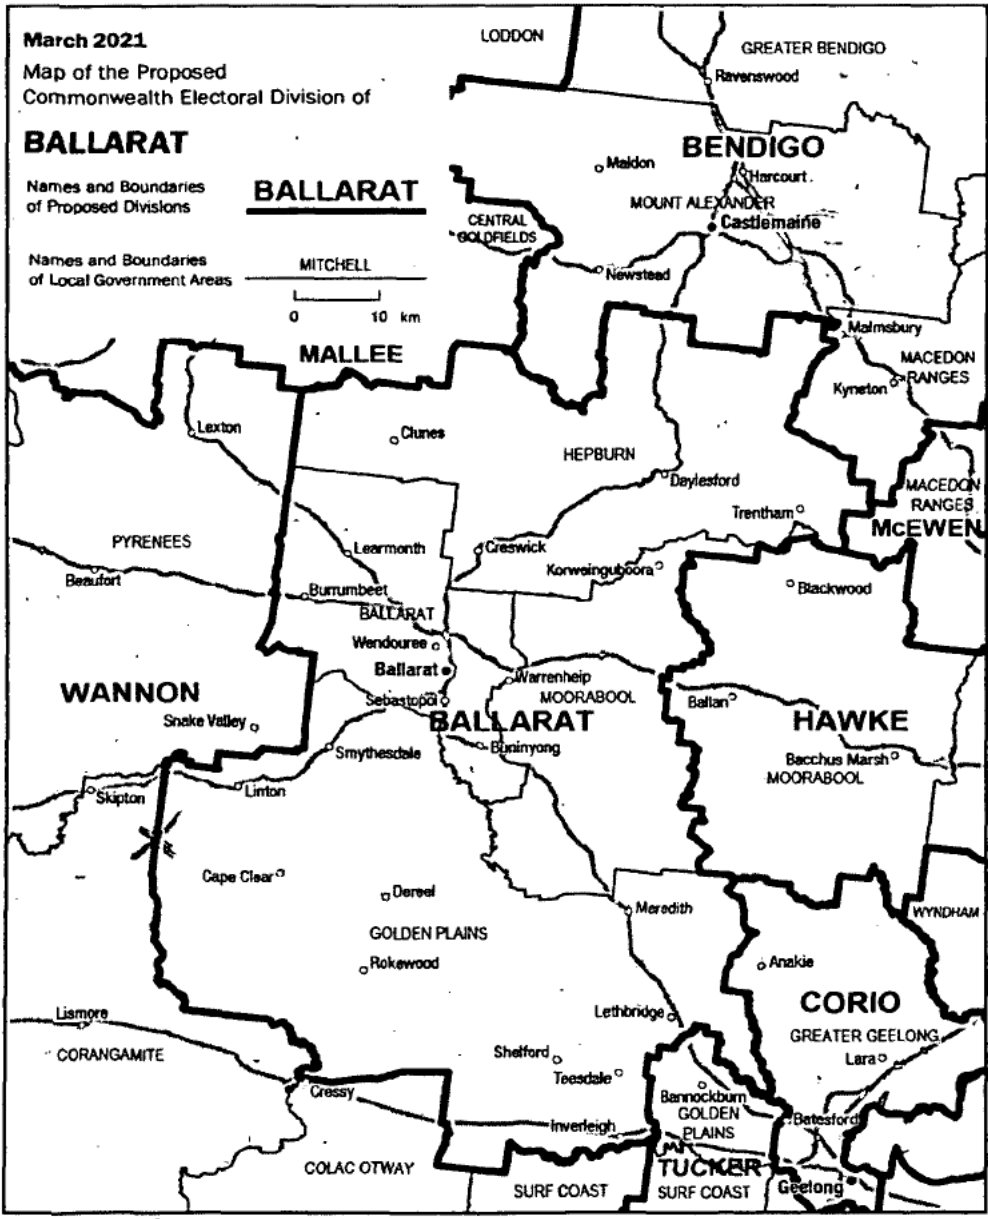 March 2021
Map of the Proposed
Commonwealth Electoral Division of
BALLARAT
Names and Boundaries
of Proposed Divisions
BALLARAT
Names and Boundaries
of Local Government Areas
MITCHELL
0 10 km
LODDON
GREATER BENDIGO
Ravenswood
BENDIGO
Maldon
Harcourt
MOUNT ALEXANDER
CENTRAL
GOLDFIELDS
Castlemaine
Newstead
Malmsbury
MALLEE
MACEDON
RANGES
Kyneton
Lexton
Clunes
HEPBURN
Daylesford
MACEDON
RANGES
Trentham
McEWEN
PYRENEES
Learmonth
Creswick
Beaufort
Korweinguboora
Blackwood
Burrumbeet
BALLARAT
Wendouree
Ballarat
Warrenheip
WANNON
Sebastopol
MOORABOOL
Ballan
Snake Valley
BALLARAT
HAWKE
Smythesdale
Buninyong
Bacchus Marsh
MOORABOOL
Skipton
Linton
Cape Clear
Dereel
Meredith
WYNDHAM
GOLDEN PLAINS
Rokewood
Anakie
CORIO
Lismore
Lethbridge
GREATER GEELONG
CORANGAMITE
Shelford
Lara
Teesdale
Cressy
Bannockburn
GOLDEN
PLAINS
Batesford
Inverleigh
COLAC OTWAY
TUCKER
SURF COAST
SURF COAST
Geelong